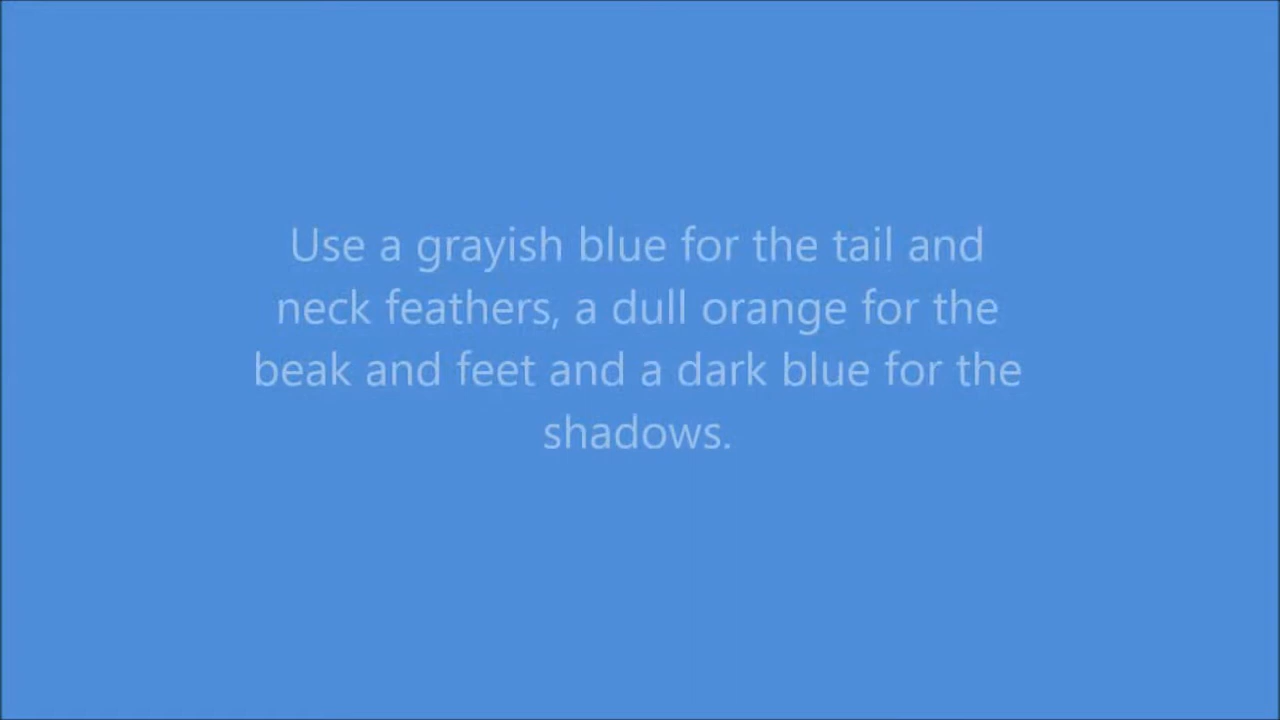 Use a grayish blue for the tail and
neck feathers, a dull orange for the
beak and feet and a dark blue for the
shadows.